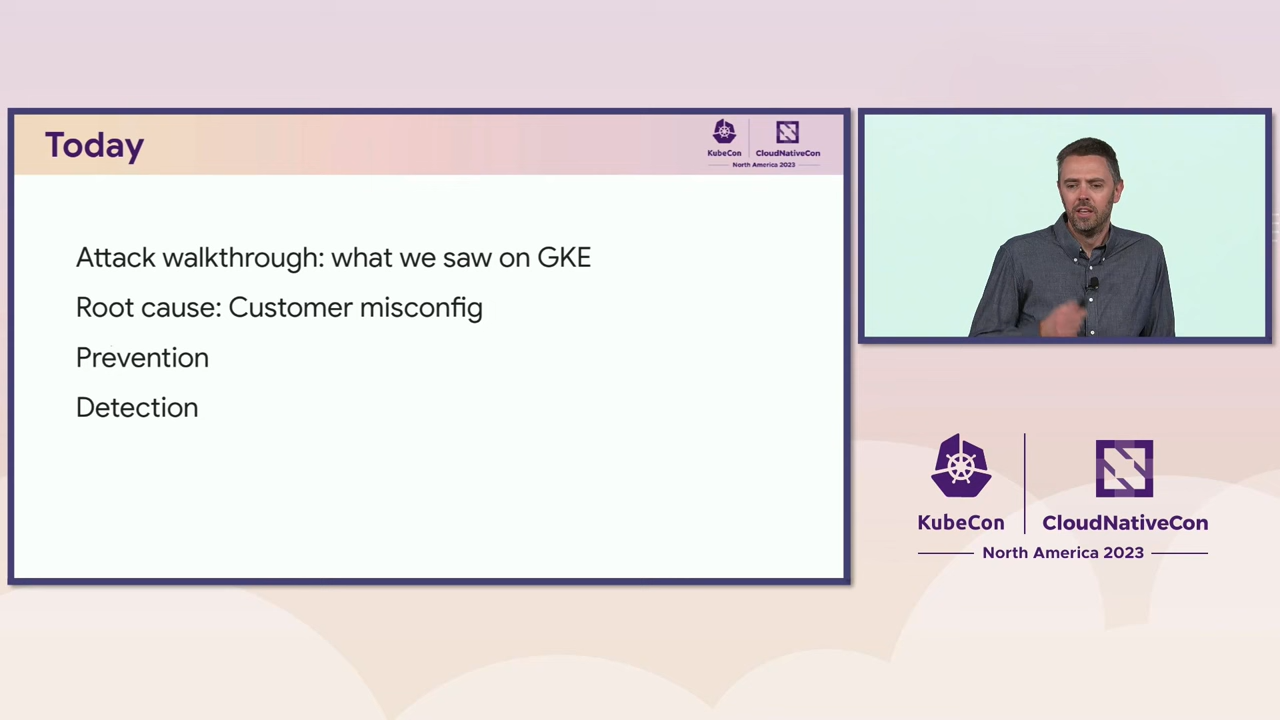 Today
KubeCon
CloudNativeCon
North America 2023
Attack walkthrough: what we saw on GKE
Root cause: Customer misconfig
Prevention
Detection
KubeCon
CloudNativeCon
North America 2023